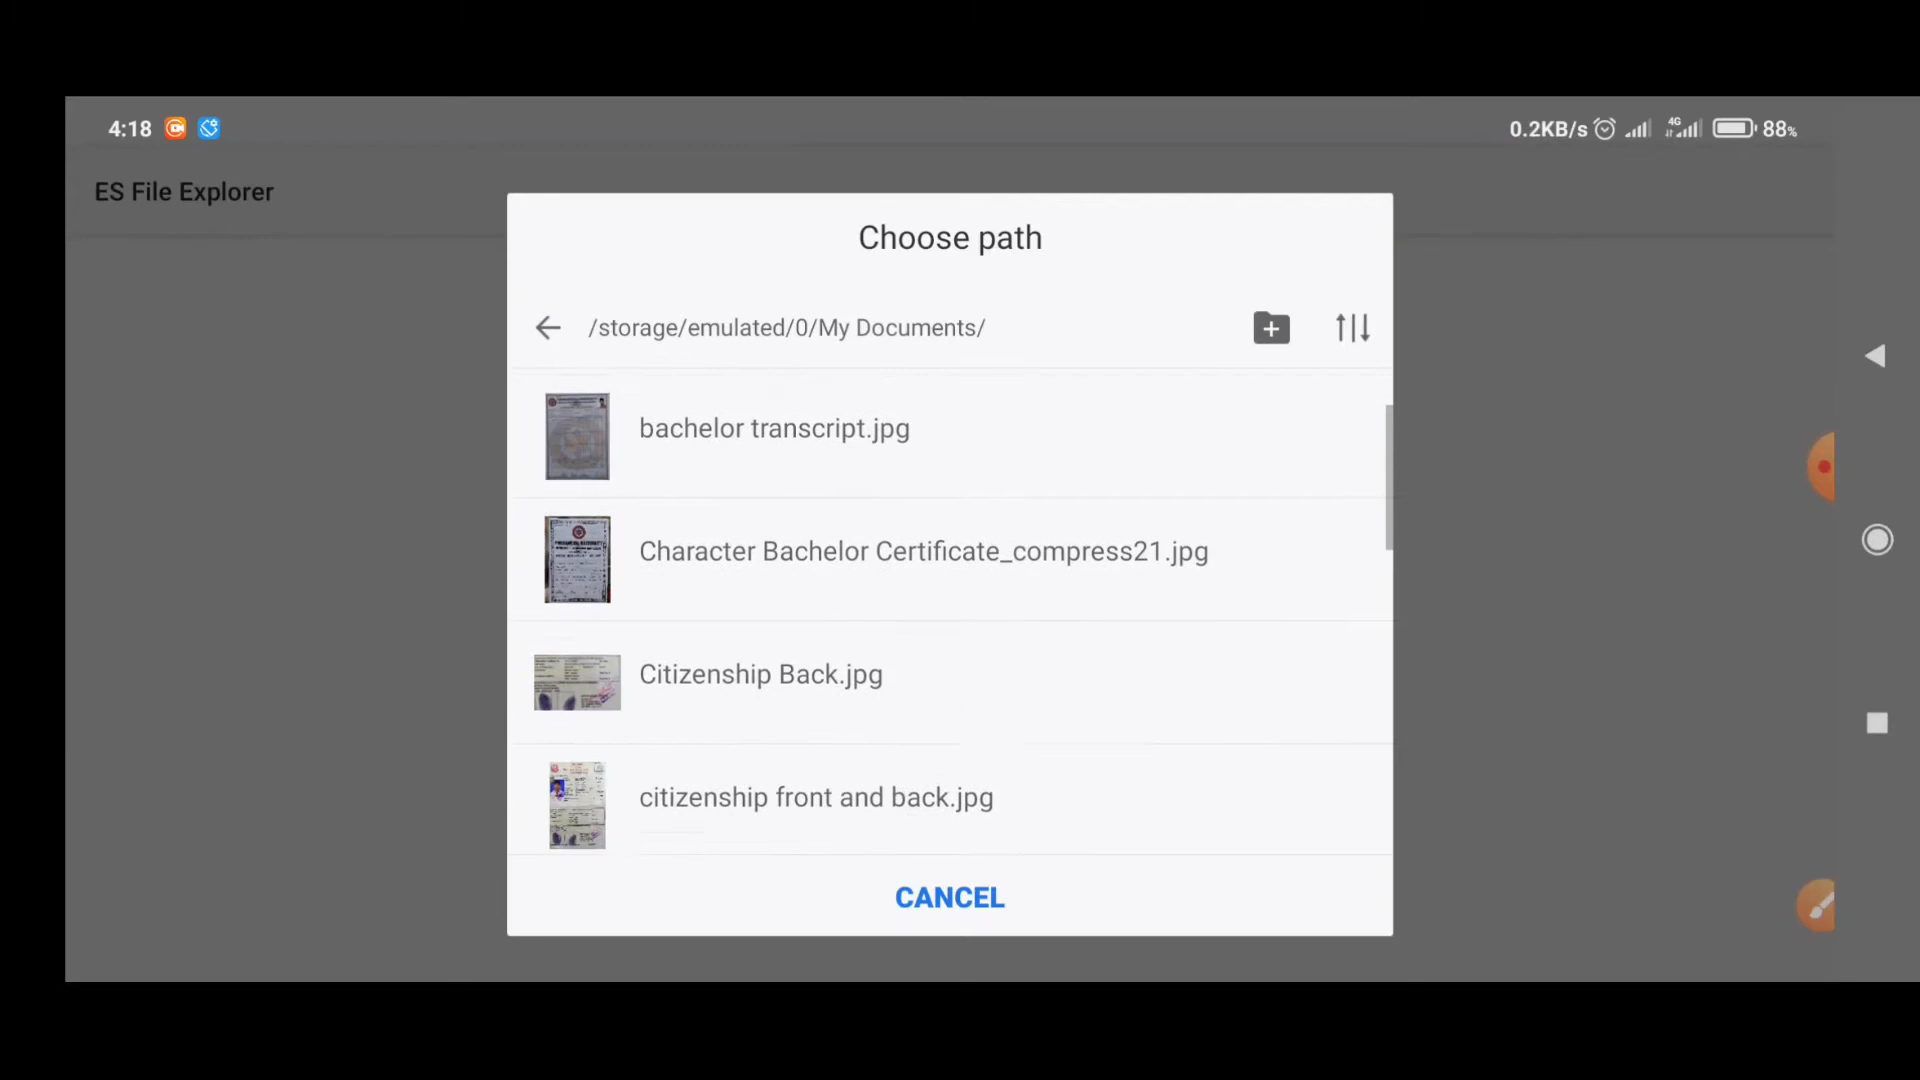 4:18
0.2KB/s
4G
88%
ES File Explorer
Choose path
/storage/emulated/0/My Documents/
bachelor transcript.jpg
Character Bachelor Certificate_compress21.jpg
Citizenship Back.jpg
citizenship front and back.jpg
CANCEL